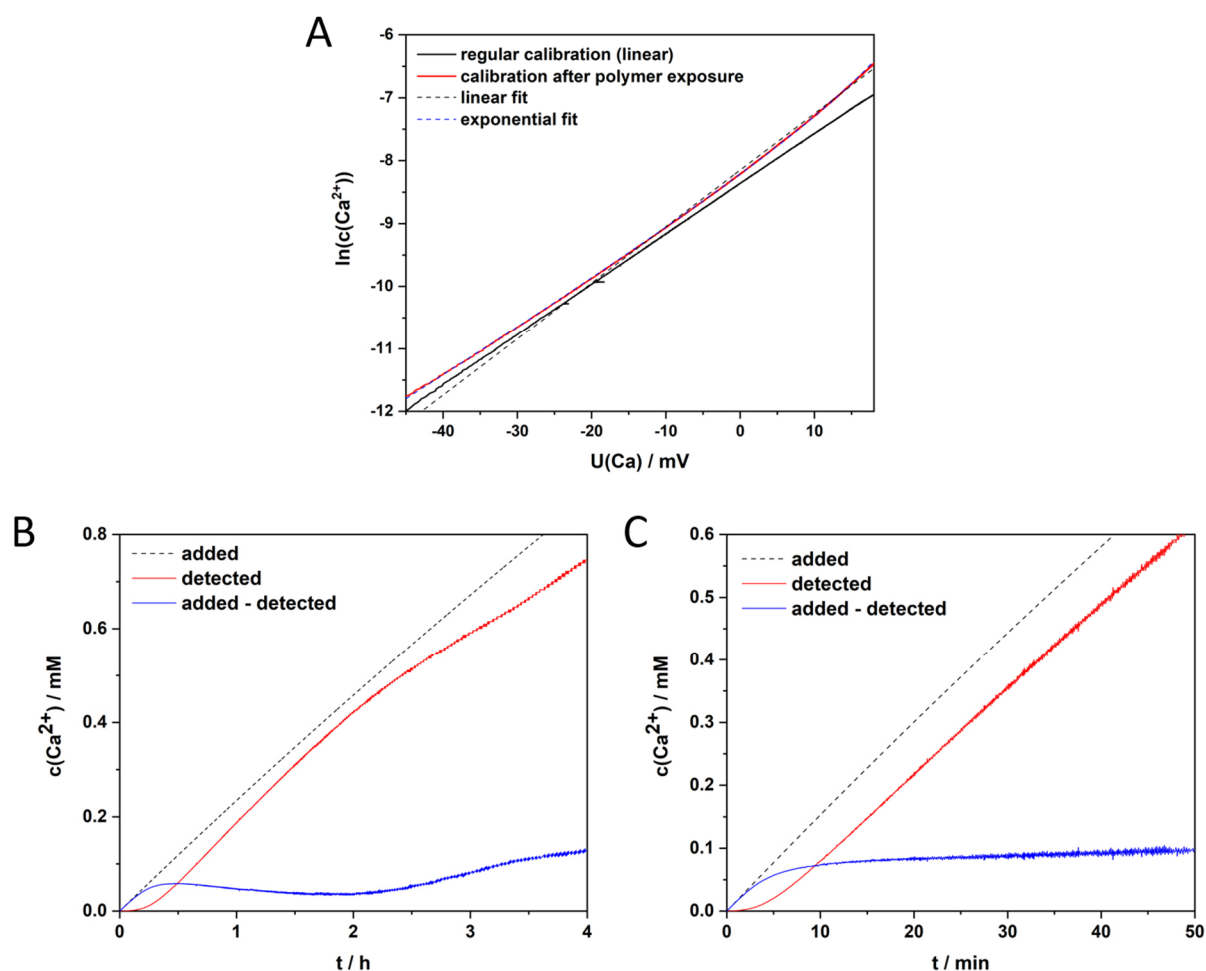 A
regular calibration (linear)
calibration after polymer exposure
linear fit
exponential fit
-6
-7
-8
-9
-10
-11
-12
ln(c(Ca2+))
-40 -30 -20 -10 0 10
U(Ca) / mV
B
added
detected
added - detected
0.8
0.6
0.4
0.2
0.0
c(Ca2+) / mM
0 1 2 3 4
t / h
C
added
detected
added - detected
0.6
0.5
0.4
0.3
0.2
0.1
0.0
c(Ca2+) / mM
0 10 20 30 40 50
t / min